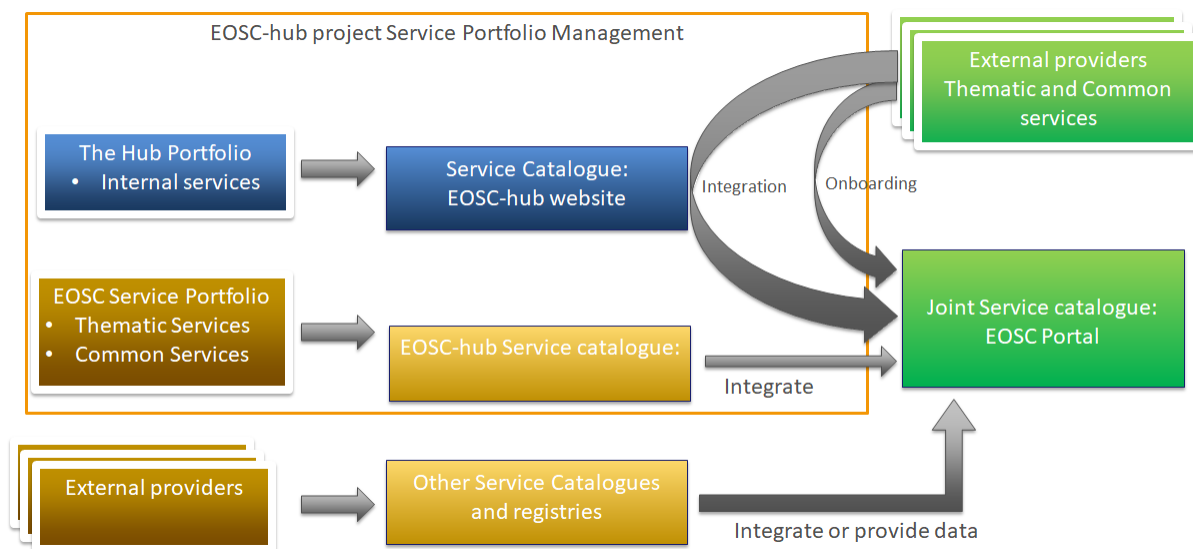 EOSC-hub project Service Portfolio Management
External providers
Thematic and Common
services
The Hub Portfolio
• Internal services
Service Catalogue:
EOSC-hub website
Integration
Onboarding
EOSC Service Portfolio
• Thematic Services
• Common Services
EOSC-hub Service catalogue:
Integrate
Joint Service catalogue:
EOSC Portal
External providers
Other Service Catalogues
and registries
Integrate or provide data